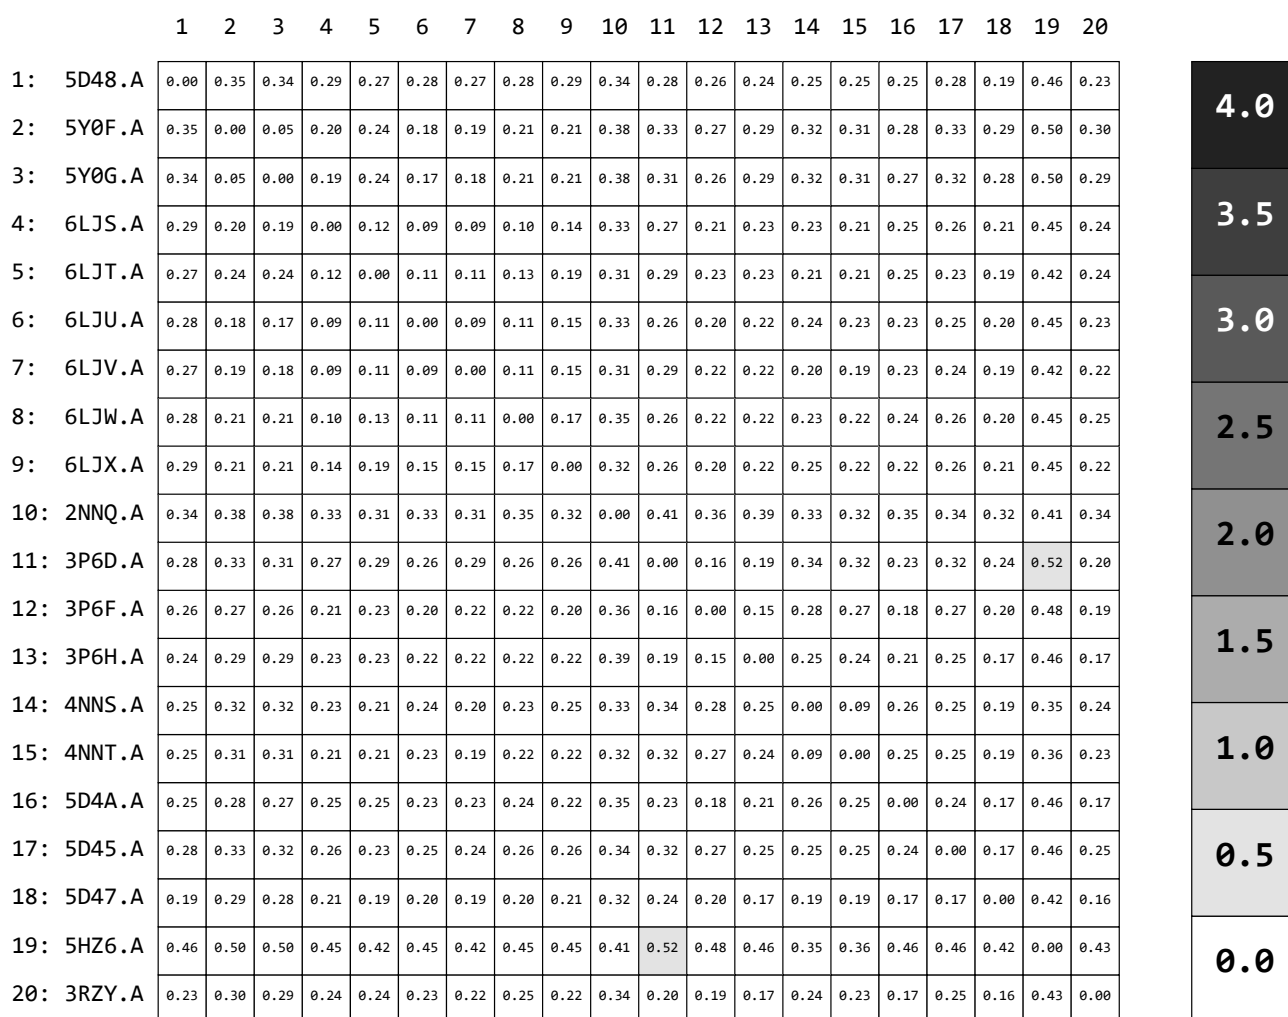 1 2 3 4 5 6 7 8 9 10 11 12 13 14 15 16 17 18 19 20
1: 5D48.A 0.00 0.35 0.34 0.29 0.27 0.28 0.27 0.28 0.29 0.34 0.28 0.26 0.24 0.25 0.25 0.25 0.28 0.19 0.46 0.23
2: 5Y0F.A 0.35 0.00 0.05 0.20 0.24 0.18 0.19 0.21 0.21 0.38 0.33 0.27 0.29 0.32 0.31 0.28 0.33 0.29 0.50 0.30
3: 5Y0G.A 0.34 0.05 0.00 0.19 0.24 0.17 0.18 0.21 0.21 0.38 0.31 0.26 0.29 0.32 0.31 0.27 0.32 0.28 0.50 0.29
4: 6LJS.A 0.29 0.20 0.19 0.00 0.12 0.09 0.09 0.10 0.14 0.33 0.27 0.21 0.23 0.23 0.21 0.25 0.26 0.21 0.45 0.24
5: 6LJT.A 0.27 0.24 0.24 0.12 0.00 0.11 0.11 0.13 0.19 0.31 0.29 0.23 0.23 0.21 0.21 0.25 0.23 0.19 0.42 0.24
6: 6LJU.A 0.28 0.18 0.17 0.09 0.11 0.00 0.09 0.11 0.15 0.33 0.26 0.20 0.22 0.24 0.23 0.23 0.25 0.20 0.45 0.23
7: 6LJV.A 0.27 0.19 0.18 0.09 0.11 0.09 0.00 0.11 0.15 0.31 0.29 0.22 0.22 0.20 0.19 0.23 0.24 0.19 0.42 0.22
8: 6LJW.A 0.28 0.21 0.21 0.10 0.13 0.11 0.11 0.00 0.17 0.35 0.26 0.22 0.22 0.23 0.22 0.24 0.26 0.20 0.45 0.25
9: 6LJX.A 0.29 0.21 0.21 0.14 0.19 0.15 0.15 0.17 0.00 0.32 0.26 0.20 0.22 0.25 0.22 0.22 0.26 0.21 0.45 0.22
10: 2NNQ.A 0.34 0.38 0.38 0.33 0.31 0.33 0.31 0.35 0.32 0.00 0.41 0.36 0.39 0.33 0.32 0.35 0.34 0.32 0.41 0.34
11: 3P6D.A 0.28 0.33 0.31 0.27 0.29 0.26 0.29 0.26 0.26 0.41 0.00 0.16 0.19 0.34 0.32 0.23 0.32 0.24 0.52 0.20
12: 3P6F.A 0.26 0.27 0.26 0.21 0.23 0.20 0.22 0.22 0.20 0.36 0.16 0.00 0.15 0.28 0.27 0.18 0.27 0.20 0.48 0.19
13: 3P6H.A 0.24 0.29 0.29 0.23 0.23 0.22 0.22 0.22 0.22 0.39 0.19 0.15 0.00 0.25 0.24 0.21 0.25 0.17 0.46 0.17
14: 4NNS.A 0.25 0.32 0.32 0.23 0.21 0.24 0.20 0.23 0.25 0.33 0.34 0.28 0.25 0.00 0.09 0.26 0.25 0.19 0.35 0.24
15: 4NNT.A 0.25 0.31 0.31 0.21 0.21 0.23 0.19 0.22 0.22 0.32 0.32 0.27 0.24 0.09 0.00 0.25 0.25 0.19 0.36 0.23
16: 5D4A.A 0.25 0.28 0.27 0.25 0.25 0.23 0.23 0.24 0.22 0.35 0.23 0.18 0.21 0.26 0.25 0.00 0.24 0.17 0.46 0.17
17: 5D45.A 0.28 0.33 0.32 0.26 0.23 0.25 0.24 0.26 0.26 0.34 0.32 0.27 0.25 0.25 0.25 0.24 0.00 0.17 0.46 0.25
18: 5D47.A 0.19 0.29 0.28 0.21 0.19 0.20 0.19 0.20 0.21 0.32 0.24 0.20 0.17 0.19 0.19 0.17 0.17 0.00 0.42 0.16
19: 5HZ6.A 0.46 0.50 0.50 0.45 0.42 0.45 0.42 0.45 0.45 0.41 0.52 0.48 0.46 0.35 0.36 0.46 0.46 0.42 0.00 0.43
20: 3RZY.A 0.23 0.30 0.29 0.24 0.24 0.23 0.22 0.25 0.22 0.34 0.20 0.19 0.17 0.24 0.23 0.17 0.25 0.16 0.43 0.00
4.0
3.5
3.0
2.5
2.0
1.5
1.0
0.5
0.0